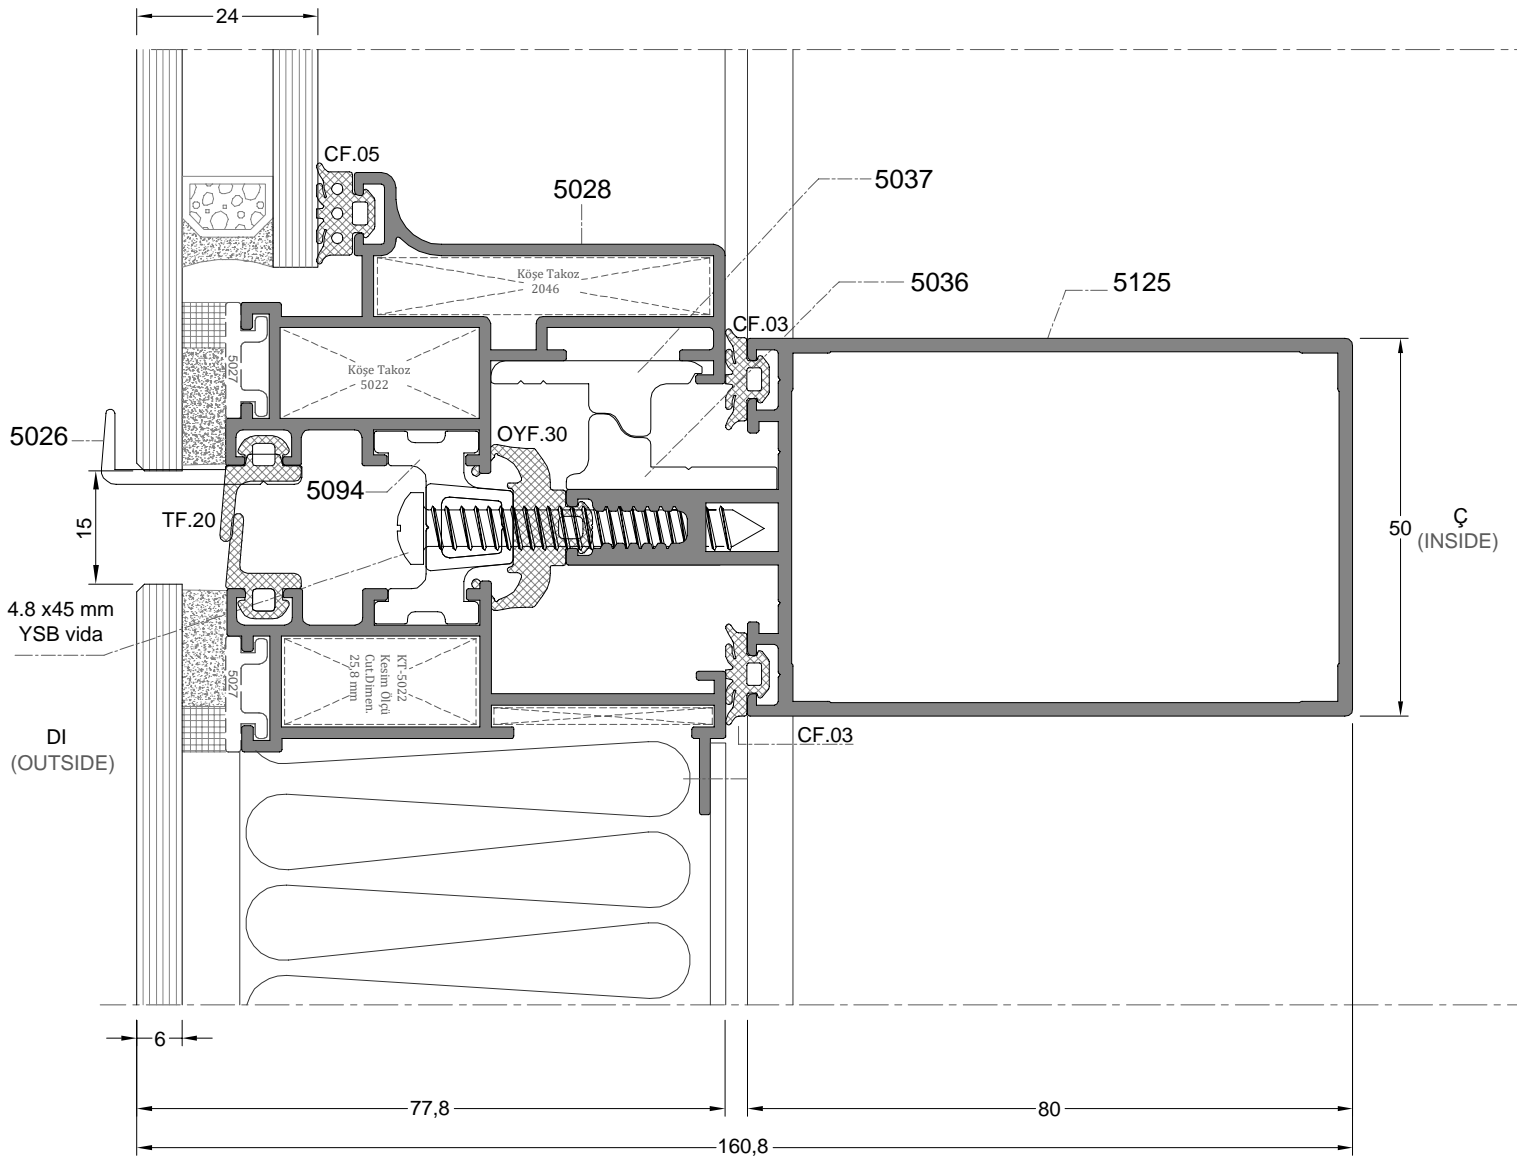 24
CF.05
5028
5037
Köşe Takoz
2046
5036
5125
CF.03
5027
Köşe Takoz
5022
5026
OYF.30
5094
TF.20
15
50
Ç
(INSIDE)
4.8 x45 mm
YSB vida
5027
KT-5022
Kesim Ölçü
Cut.Dimen.
25,8 mm
DI
(OUTSIDE)
CF.03
6
77,8
80
160,8